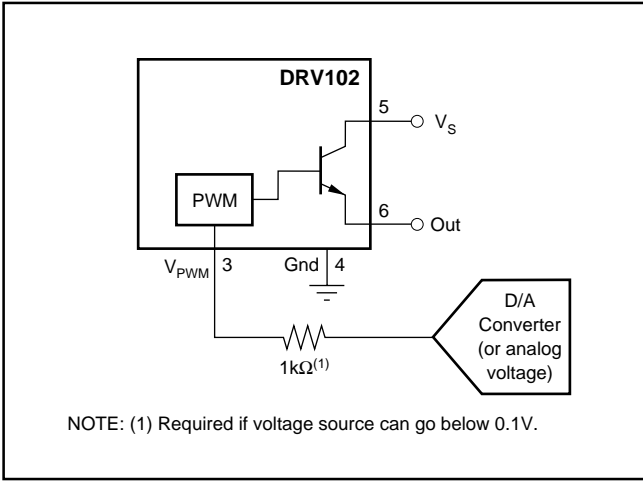 DRV102
5
V_S
PWM
6
Out
V_PWM 3
Gnd 4
D/A
Converter
(or analog
voltage)
1kΩ(1)
NOTE: (1) Required if voltage source can go below 0.1V.